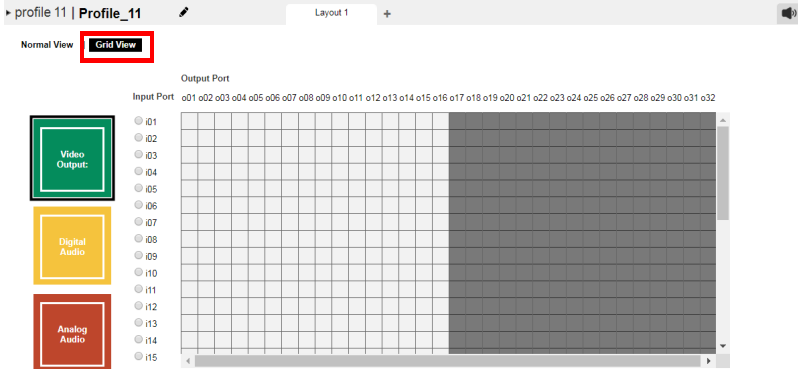 profile 11 | Profile_11
Layout 1
+
Normal View
Grid View
Output Port
Input Port
o01 o02 o03 o04 o05 o06 o07 o08 o09 o10 o11 o12 o13 o14 o15 o16 o17 o18 o19 o20 o21 o22 o23 o24 o25 o26 o27 o28 o29 o30 o31 o32
Video
Output:
Digital
Audio
Analog
Audio
i01
i02
i03
i04
i05
i06
i07
i08
i09
i10
i11
i12
i13
i14
i15